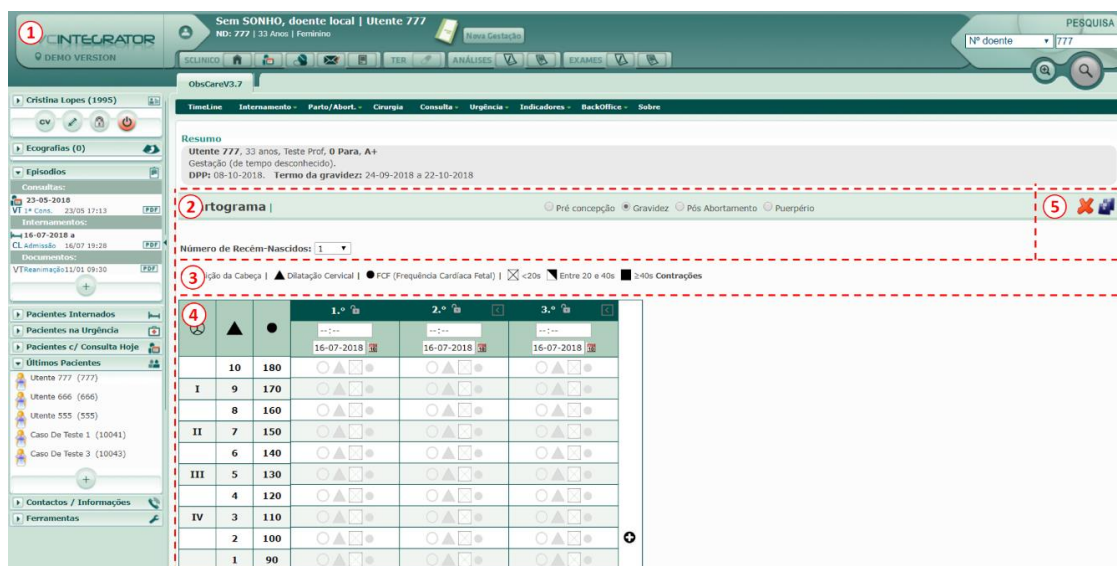 1
INTEGRATOR
DEMO VERSION
Sem SONHO, doente local | Utente 777
ND: 777 | 33 Anos | Feminino
Nova Gestação
PESQUISA
Nº doente
777
SCLINICO
TER
ANÁLISES
EXAMES
ObsCareV3.7
TimeLine Internamento Parto/Abort. Cirurgia Consulta Urgência Indicadores BackOffice Sobre
Cristina Lopes (1995)
CV
Ecografias (0)
Episodios
Consultas:
23-05-2018
VT 1ª Cons. 23/05 17:13 PDF
Internamentos:
16-07-2018 a
CL Admissão 16/07 19:28 PDF
Documentos:
VT Reanimação 11/01 09:30 PDF
Pacientes Internados
Pacientes na Urgência
Pacientes c/ Consulta Hoje
Últimos Pacientes
Utente 777 (777)
Utente 666 (666)
Utente 555 (555)
Caso De Teste 1 (10041)
Caso De Teste 3 (10043)
Contactos / Informações
Ferramentas
Resumo
Utente 777, 33 anos, Teste Prof, 0 Para, A+
Gestação (de tempo desconhecido).
DPP: 08-10-2018. Termo da gravidez: 24-09-2018 a 22-10-2018
2 rtograma | Pré concepção Gravidez Pós Abortamento Puerpério 5
Número de Recém-Nascidos: 1
3 ição da Cabeça | Dilatação Cervical | FCF (Frequência Cardíaca Fetal) | <20s Entre 20 e 40s ≥40s Contrações
4 1.º 2.º 3.º
--:-- --:-- --:--
16-07-2018 16-07-2018 16-07-2018
10 180
I 9 170
8 160
II 7 150
6 140
III 5 130
4 120
IV 3 110
2 100
1 90